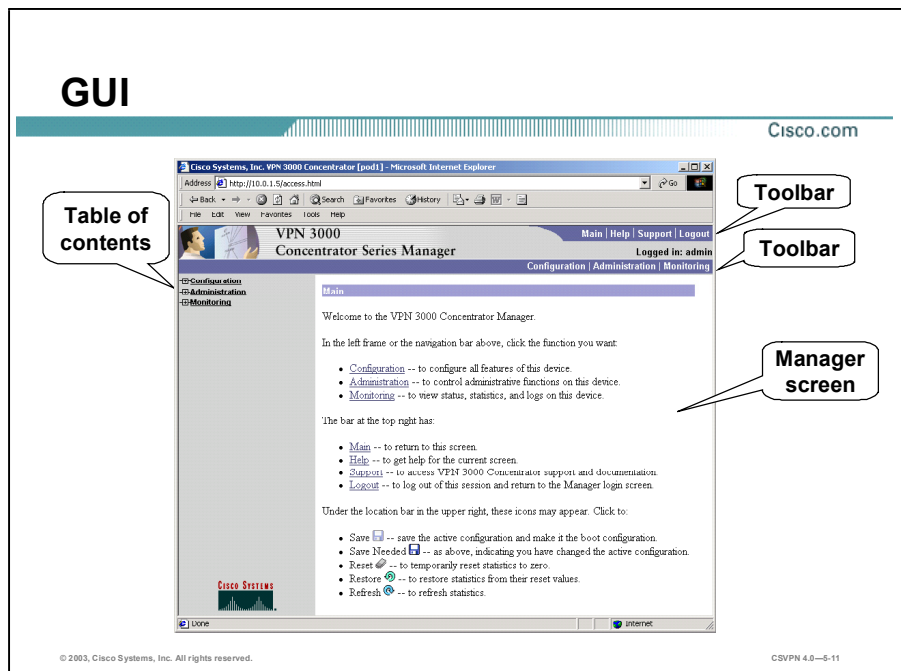 GUI
Cisco.com
Cisco Systems, Inc. VPN 3000 Concentrator [pod1] - Microsoft Internet Explorer
Address http://10.0.1.5/access.html Go
Back Search Favorites History
File Edit View Favorites Tools Help
VPN 3000
Concentrator Series Manager
Main | Help | Support | Logout
Logged in: admin
Configuration | Administration | Monitoring
Toolbar
Toolbar
Table of
contents
Configuration
Administration
Monitoring
Main
Welcome to the VPN 3000 Concentrator Manager.
In the left frame or the navigation bar above, click the function you want:
• Configuration -- to configure all features of this device.
• Administration -- to control administrative functions on this device.
• Monitoring -- to view status, statistics, and logs on this device.
Manager
screen
The bar at the top right has:
• Main -- to return to this screen.
• Help -- to get help for the current screen.
• Support -- to access VPN 3000 Concentrator support and documentation.
• Logout -- to log out of this session and return to the Manager login screen.
Under the location bar in the upper right, these icons may appear. Click to:
• Save -- save the active configuration and make it the boot configuration.
• Save Needed -- as above, indicating you have changed the active configuration.
• Reset -- to temporarily reset statistics to zero.
• Restore -- to restore statistics from their reset values.
• Refresh -- to refresh statistics.
CISCO SYSTEMS
Done
Internet
© 2003, Cisco Systems, Inc. All rights reserved.
CSVPN 4.0—5-11